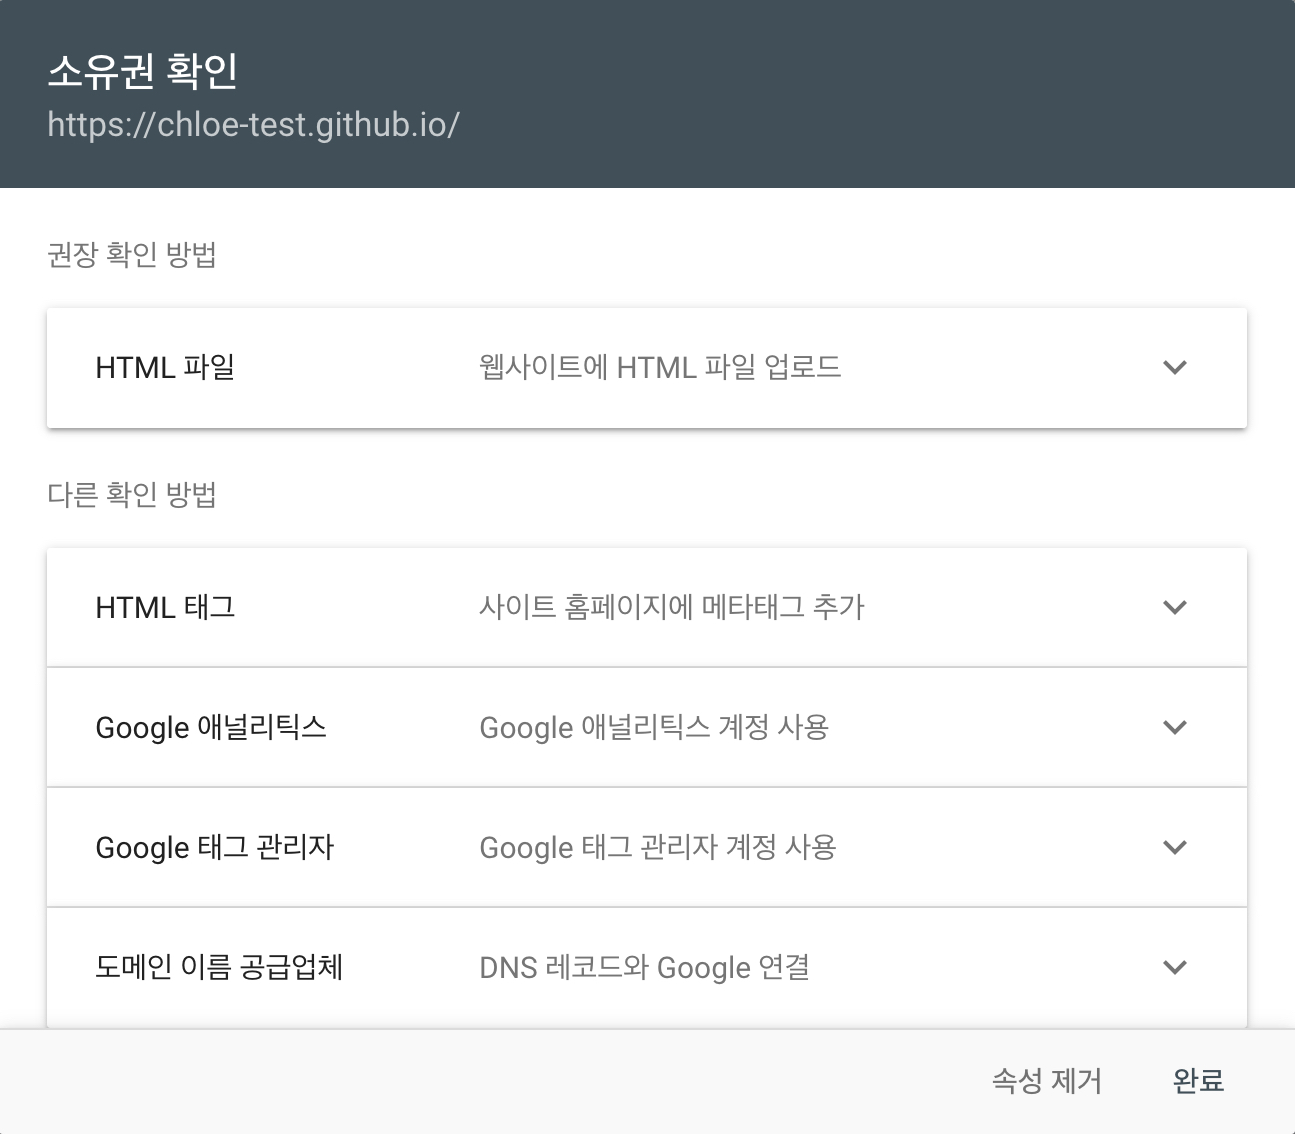 소유권 확인
https://chloe-test.github.io/
권장 확인 방법
HTML 파일 웹사이트에 HTML 파일 업로드
다른 확인 방법
HTML 태그 사이트 홈페이지에 메타태그 추가
Google 애널리틱스 Google 애널리틱스 계정 사용
Google 태그 관리자 Google 태그 관리자 계정 사용
도메인 이름 공급업체 DNS 레코드와 Google 연결
속성 제거 완료